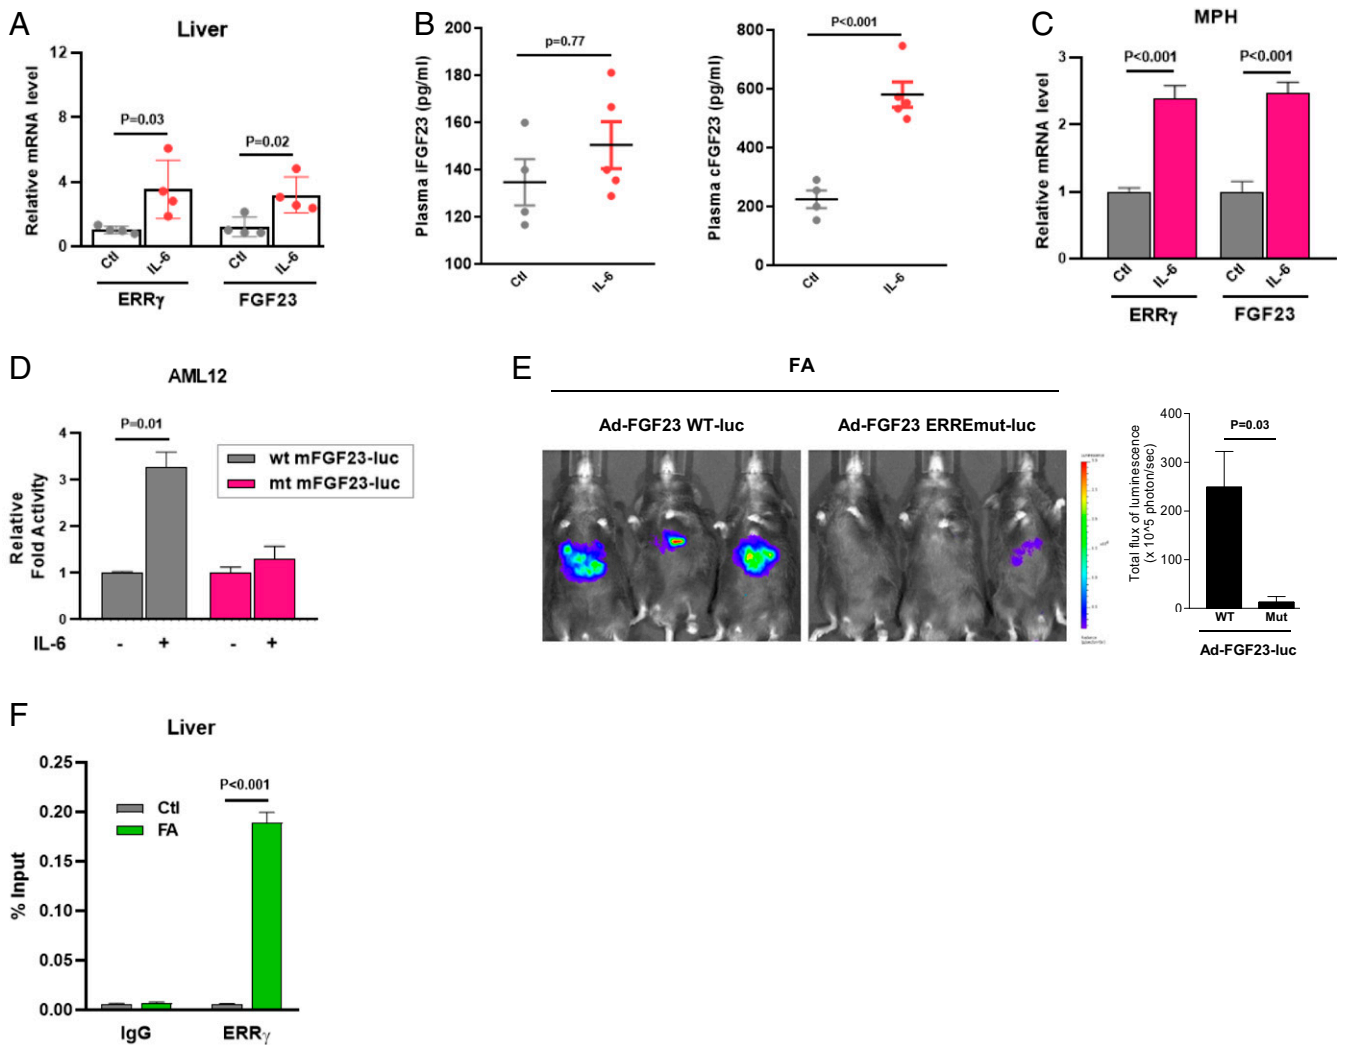 A
Liver
Relative mRNA level
12
8
4
0
P=0.03
P=0.02
Ctl IL-6 Ctl IL-6
ERRγ FGF23
B
Plasma iFGF23 (pg/ml)
200
180
160
140
120
100
p=0.77
Ctl IL-6
Plasma cFGF23 (pg/ml)
800
600
400
200
0
P<0.001
Ctl IL-6
C
MPH
Relative mRNA level
3
2
1
0
P<0.001 P<0.001
Ctl IL-6 Ctl IL-6
ERRγ FGF23
D
AML12
Relative
Fold Activity
4
3
2
1
0
P=0.01
wt mFGF23-luc
mt mFGF23-luc
IL-6 - + - +
E
FA
Ad-FGF23 WT-luc Ad-FGF23 ERREmut-luc
Total flux of luminescence
(x 10^5 photon/sec)
400
300
200
100
0
P=0.03
WT Mut
Ad-FGF23-luc
F
Liver
% Input
0.25
0.20
0.15
0.10
0.05
0.00
Ctl
FA
P<0.001
IgG ERRγ